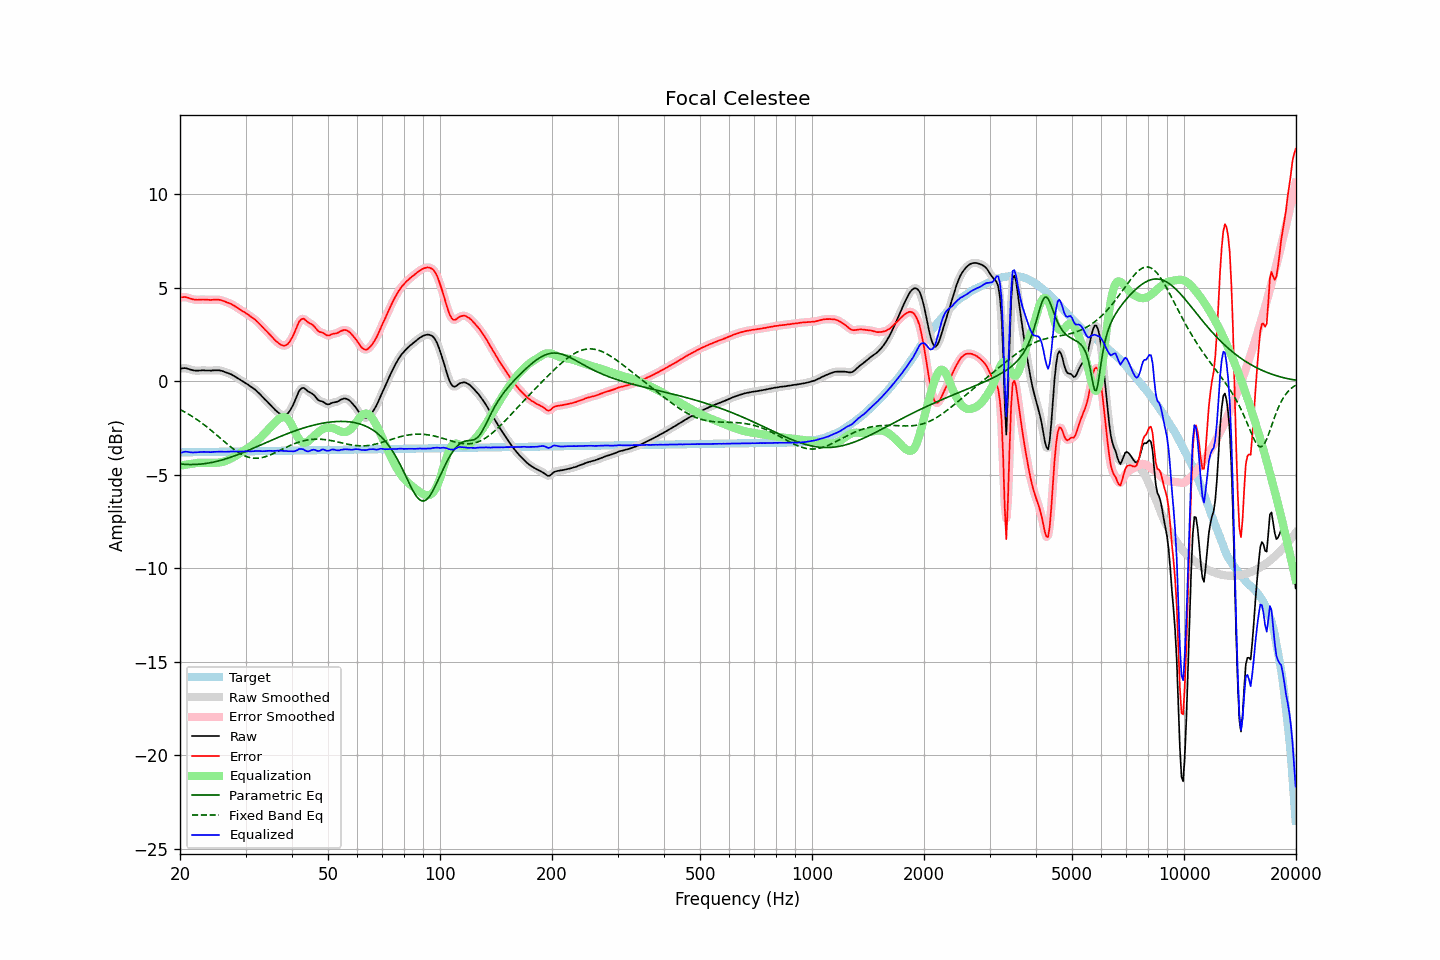 Focal Celestee
Amplitude (dBr)
10
5
0
−5
−10
−15
−20
−25
Target
Raw Smoothed
Error Smoothed
Raw
Error
Equalization
Parametric Eq
Fixed Band Eq
Equalized
20 50 100 200 500 1000 2000 5000 10000 20000
Frequency (Hz)